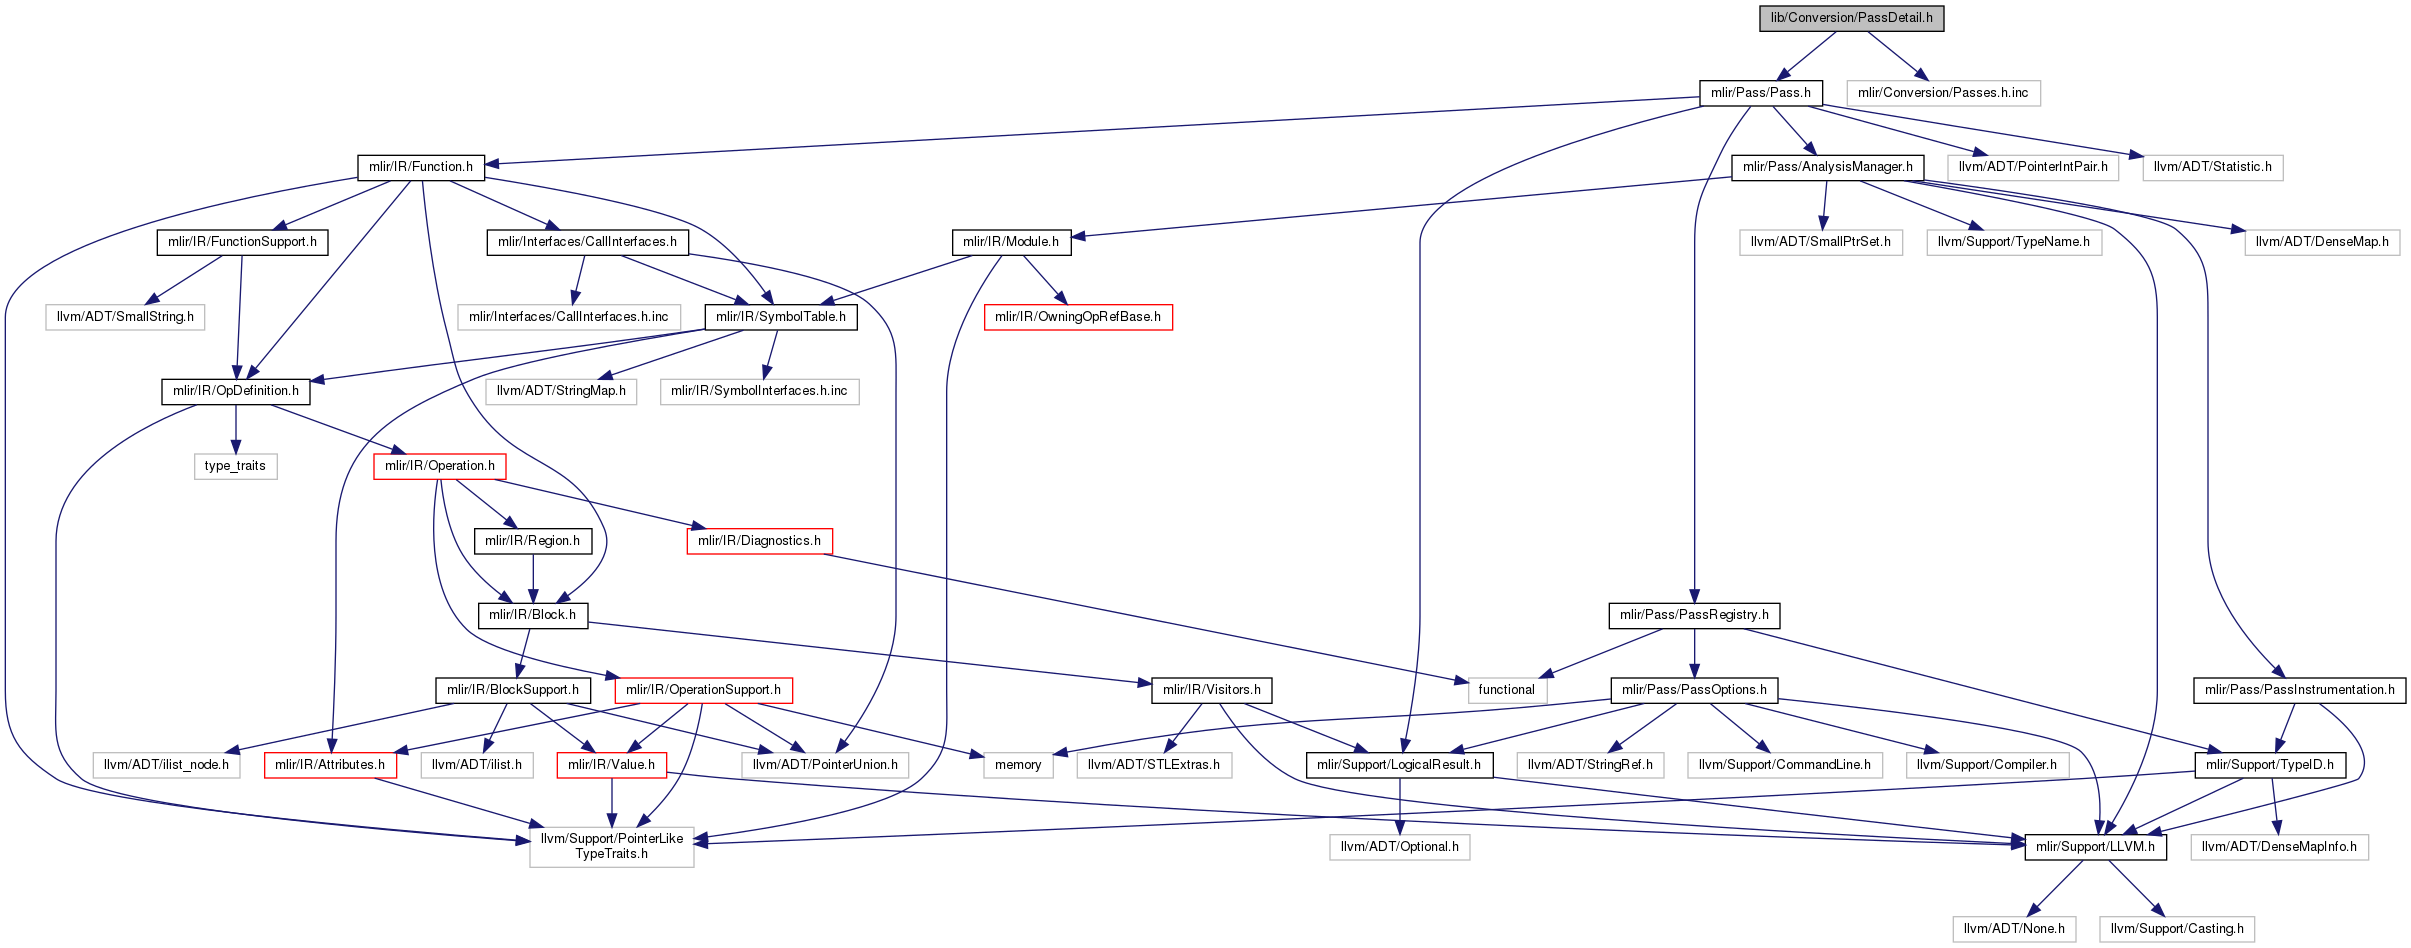 lib/Conversion/PassDetail.h
mlir/Pass/Pass.h
mlir/Conversion/Passes.h.inc
mlir/IR/Function.h
mlir/Pass/AnalysisManager.h
llvm/ADT/PointerIntPair.h
llvm/ADT/Statistic.h
mlir/IR/FunctionSupport.h
mlir/Interfaces/CallInterfaces.h
mlir/IR/Module.h
llvm/ADT/SmallPtrSet.h
llvm/Support/TypeName.h
llvm/ADT/DenseMap.h
llvm/ADT/SmallString.h
mlir/Interfaces/CallInterfaces.h.inc
mlir/IR/SymbolTable.h
mlir/IR/OwningOpRefBase.h
mlir/IR/OpDefinition.h
llvm/ADT/StringMap.h
mlir/IR/SymbolInterfaces.h.inc
type_traits
mlir/IR/Operation.h
mlir/IR/Region.h
mlir/IR/Diagnostics.h
mlir/IR/Block.h
mlir/Pass/PassRegistry.h
mlir/IR/BlockSupport.h
mlir/IR/OperationSupport.h
mlir/IR/Visitors.h
functional
mlir/Pass/PassOptions.h
mlir/Pass/PassInstrumentation.h
llvm/ADT/ilist_node.h
mlir/IR/Attributes.h
llvm/ADT/ilist.h
mlir/IR/Value.h
llvm/ADT/PointerUnion.h
memory
llvm/ADT/STLExtras.h
mlir/Support/LogicalResult.h
llvm/ADT/StringRef.h
llvm/Support/CommandLine.h
llvm/Support/Compiler.h
mlir/Support/TypeID.h
llvm/Support/PointerLike
TypeTraits.h
llvm/ADT/Optional.h
mlir/Support/LLVM.h
llvm/ADT/DenseMapInfo.h
llvm/ADT/None.h
llvm/Support/Casting.h